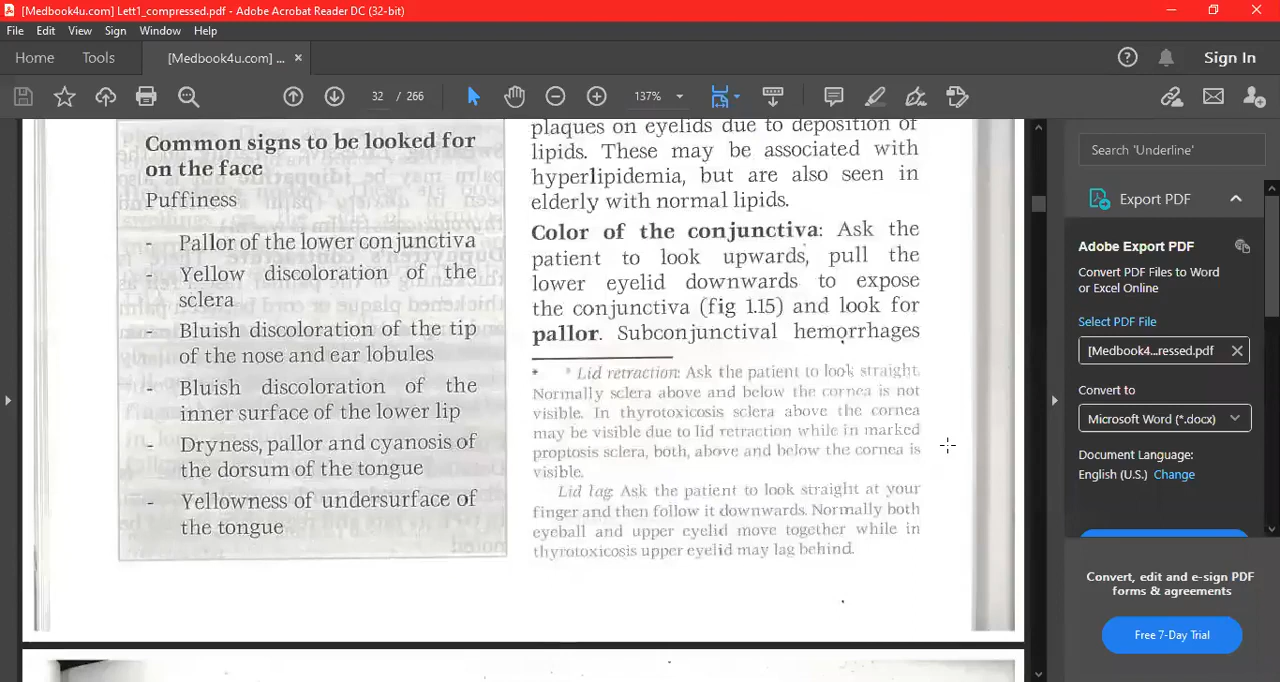 [Medbook4u.com] Lett1_compressed.pdf - Adobe Acrobat Reader DC (32-bit)
File Edit View Sign Window Help
Home Tools [Medbook4u.com] ... × Sign In
32 / 266 137%
Common signs to be looked for
on the face
Puffiness
- Pallor of the lower conjunctiva
- Yellow discoloration of the
sclera
- Bluish discoloration of the tip
of the nose and ear lobules
- Bluish discoloration of the
inner surface of the lower lip
- Dryness, pallor and cyanosis of
the dorsum of the tongue
- Yellowness of undersurface of
the tongue
plaques on eyelids due to deposition of
lipids. These may be associated with
hyperlipidemia, but are also seen in
elderly with normal lipids.
Color of the conjunctiva: Ask the
patient to look upwards, pull the
lower eyelid downwards to expose
the conjunctiva (fig 1.15) and look for
pallor. Subconjunctival hemorrhages
* * Lid retraction: Ask the patient to look straight.
Normally sclera above and below the cornea is not
visible. In thyrotoxicosis sclera above the cornea
may be visible due to lid retraction while in marked
proptosis sclera, both, above and below the cornea is
visible.
Lid lag: Ask the patient to look straight at your
finger and then follow it downwards. Normally both
eyeball and upper eyelid move together while in
thyrotoxicosis upper eyelid may lag behind.
Search 'Underline'
Export PDF
Adobe Export PDF
Convert PDF Files to Word
or Excel Online
Select PDF File
[Medbook4...ressed.pdf
Convert to
Microsoft Word (*.docx)
Document Language:
English (U.S.) Change
Convert, edit and e-sign PDF
forms & agreements
Free 7-Day Trial